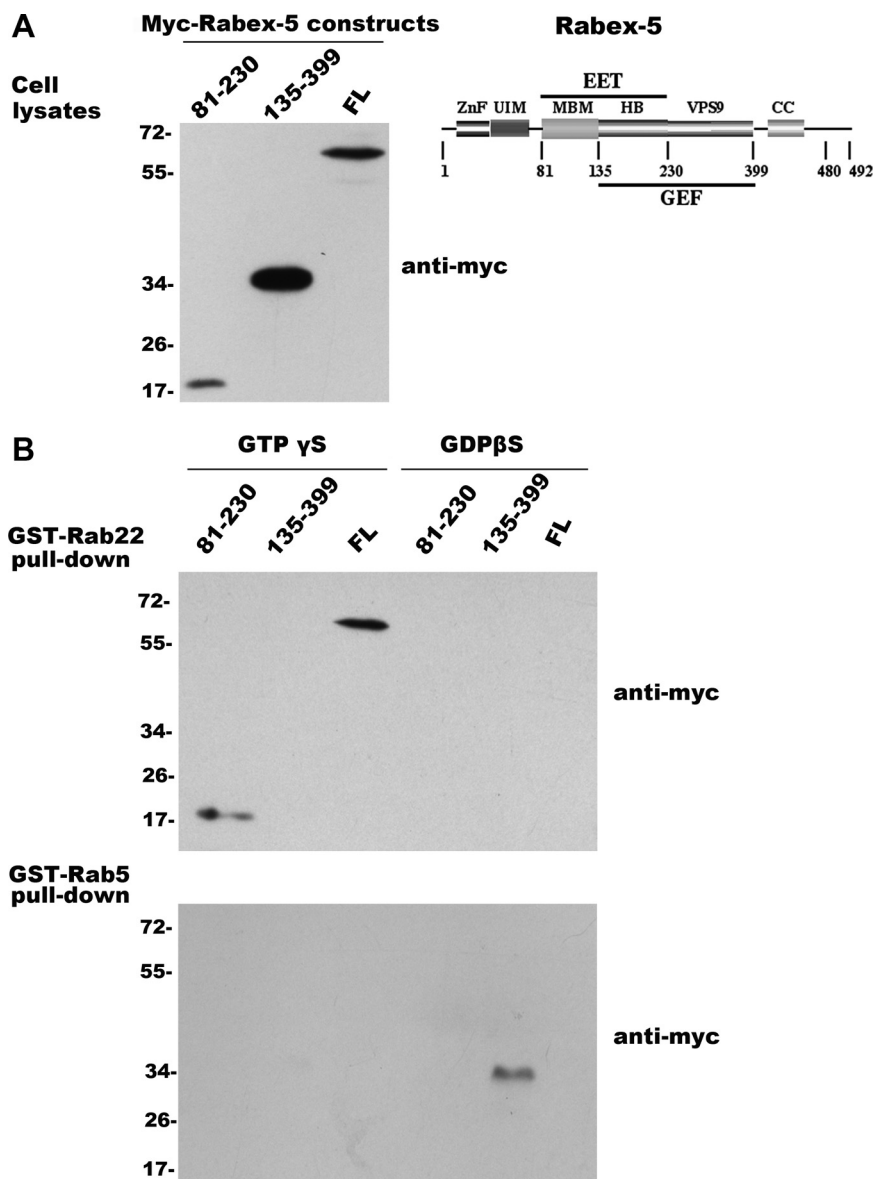 A
Myc-Rabex-5 constructs
Rabex-5
Cell
lysates
81-230
135-399
FL
72-
55-
34-
26-
17-
anti-myc
EET
ZnF UIM MBM HB VPS9 CC
1 81 135 230 399 480 492
GEF
B
GTP γS
GDPβS
GST-Rab22
pull-down
81-230
135-399
FL
81-230
135-399
FL
72-
55-
34-
26-
17-
anti-myc
GST-Rab5
pull-down
72-
55-
34-
26-
17-
anti-myc